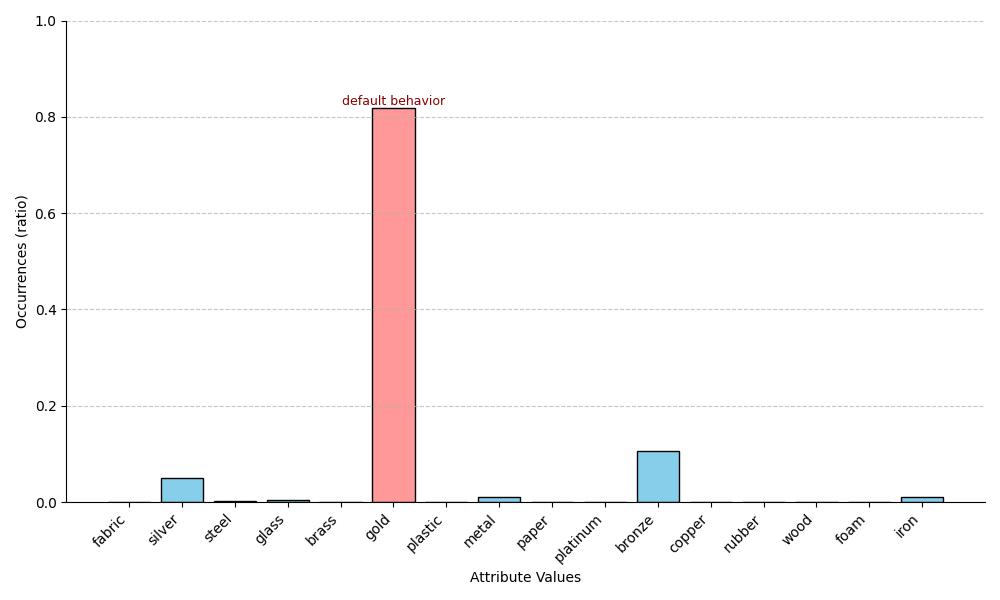 1.0
default behavior
0.8
0.6
0.4
0.2
0.0
Occurrences (ratio)
fabric
silver
steel
glass
brass
gold
plastic
metal
paper
platinum
bronze
copper
rubber
wood
foam
iron
Attribute Values